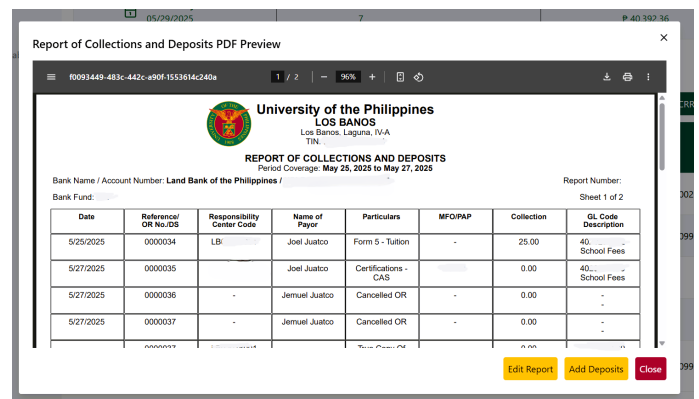 05/29/2025 7 ₱ 40,392.36
Report of Collections and Deposits PDF Preview ×
f0093449-483c-442c-a90f-1553614c240a 1 / 2 − 96% +
University of the Philippines
LOS BANOS
Los Banos, Laguna, IV-A
TIN.
REPORT OF COLLECTIONS AND DEPOSITS
Period Coverage: May 25, 2025 to May 27, 2025
Bank Name / Account Number: Land Bank of the Philippines / Report Number:
Bank Fund: Sheet 1 of 2
Date Reference/ OR No./DS Responsibility Center Code Name of Payor Particulars MFO/PAP Collection GL Code Description
5/25/2025 0000034 Joel Juatco Form 5 - Tuition - 25.00 School Fees
5/27/2025 0000035 Joel Juatco Certifications - CAS 0.00 School Fees
5/27/2025 0000036 - Jemuel Juatco Cancelled OR - 0.00 - -
5/27/2025 0000037 - Jemuel Juatco Cancelled OR - 0.00 - -
Edit Report Add Deposits Close